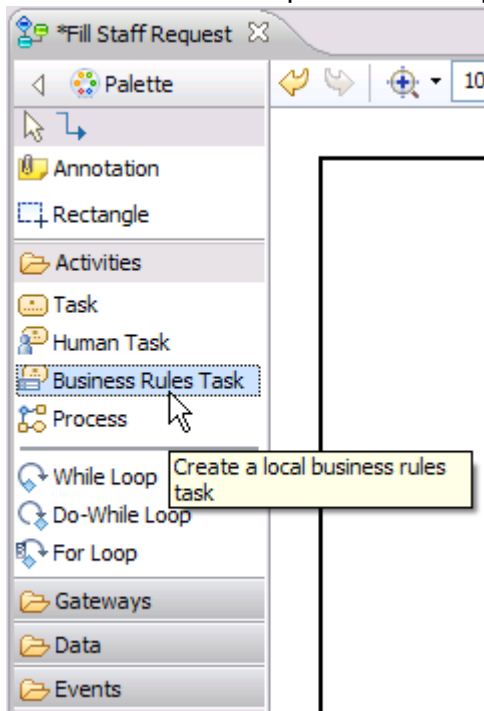 *Fill Staff Request
Palette
10
Annotation
Rectangle
Activities
Task
Human Task
Business Rules Task
Process
While Loop
Create a local business rules
task
Do-While Loop
For Loop
Gateways
Data
Events